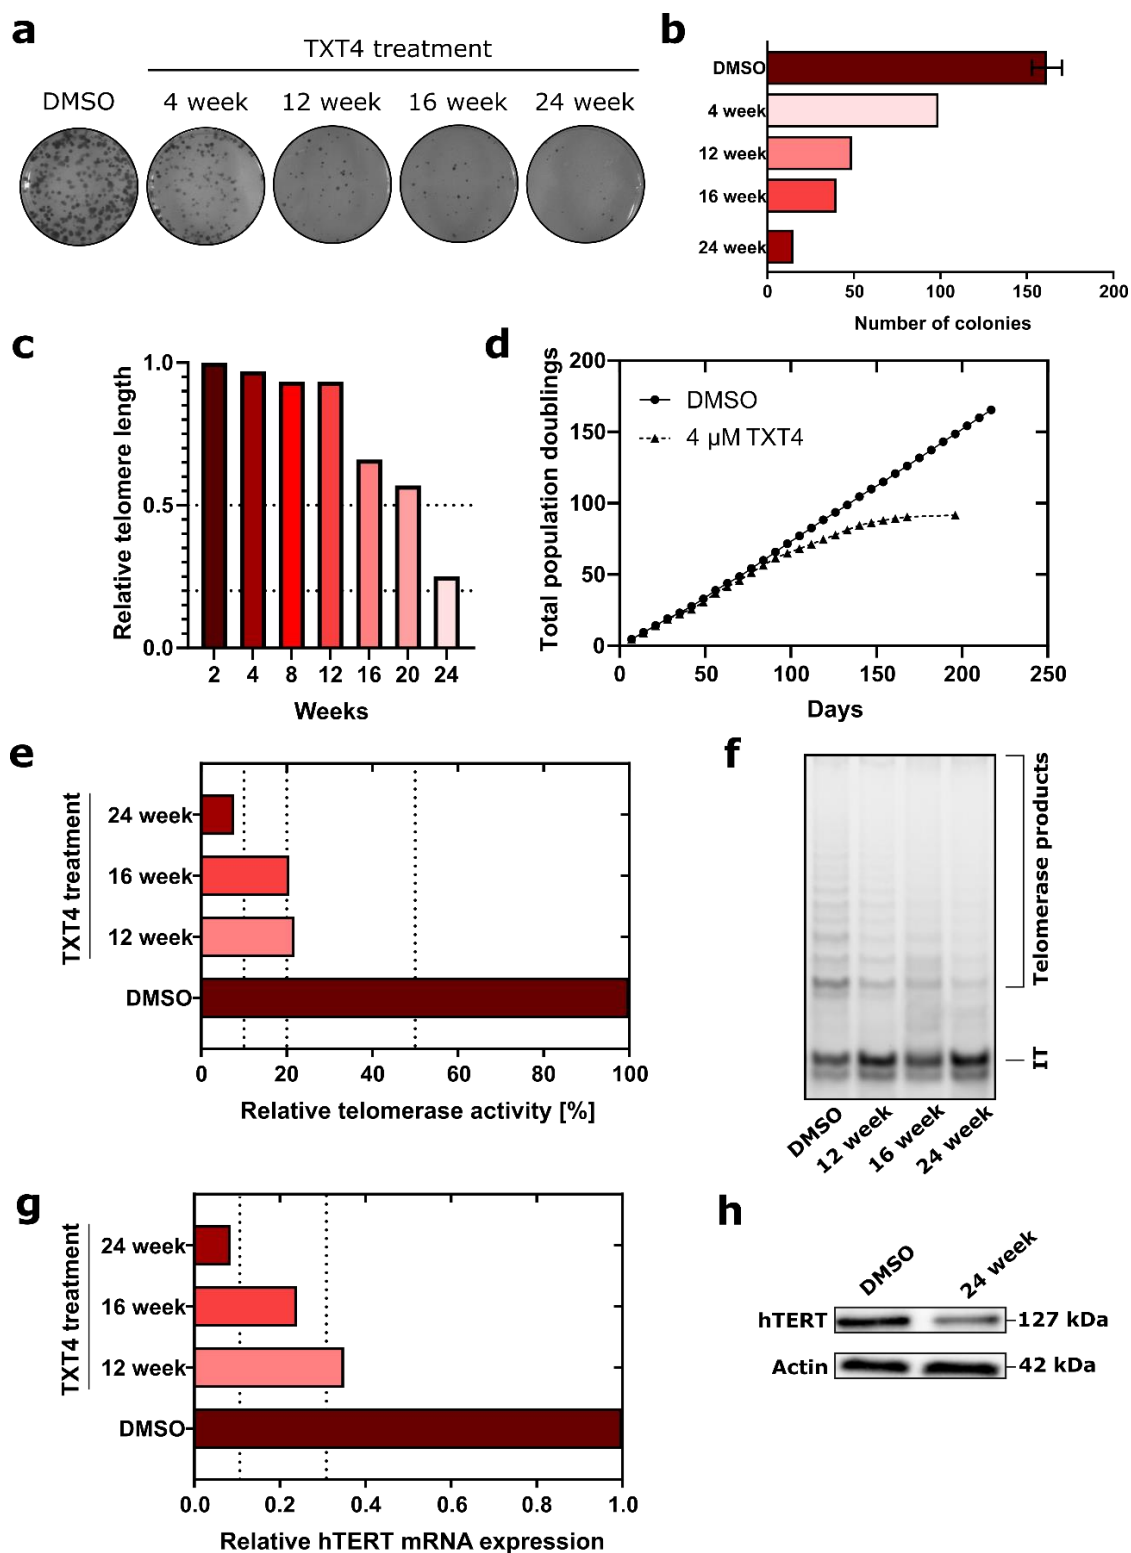 a
TXT4 treatment
DMSO 4 week 12 week 16 week 24 week
b
DMSO
4 week
12 week
16 week
24 week
0 50 100 150 200
Number of colonies
c
Relative telomere length
1.0
0.5
0.0
2 4 8 12 16 20 24
Weeks
d
Total population doublings
200
150
100
50
0
DMSO
4 µM TXT4
0 50 100 150 200 250
Days
e
TXT4 treatment
24 week
16 week
12 week
DMSO
0 20 40 60 80 100
Relative telomerase activity [%]
f
Telomerase products
IT
DMSO
12 week
16 week
24 week
g
TXT4 treatment
24 week
16 week
12 week
DMSO
0.0 0.2 0.4 0.6 0.8 1.0
Relative hTERT mRNA expression
h
DMSO
24 week
hTERT 127 kDa
Actin 42 kDa